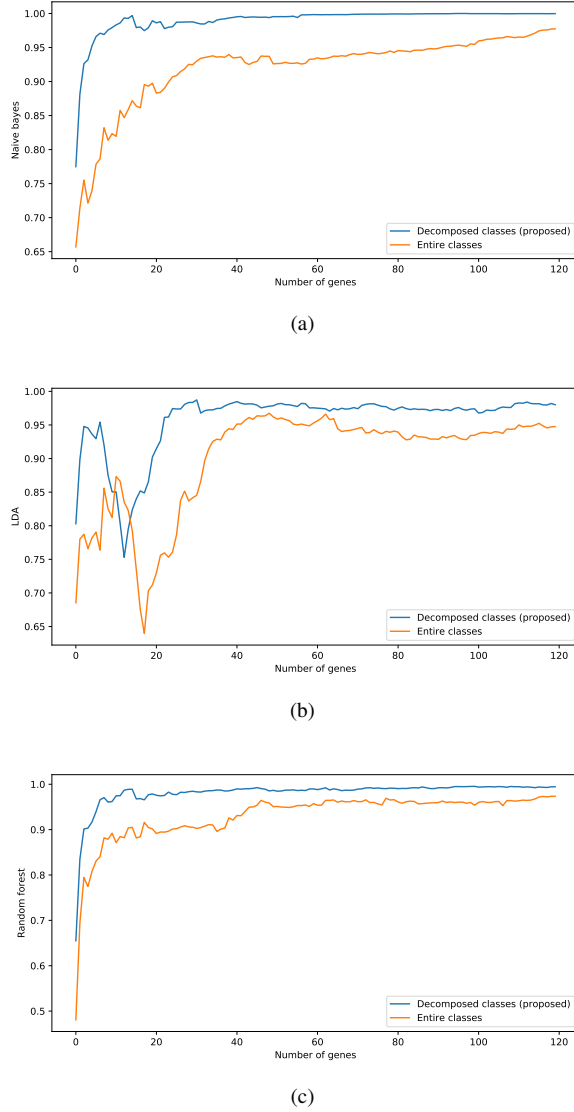 1.00
0.95
0.90
0.85
0.80
0.75
0.70
0.65
Naive bayes
Decomposed classes (proposed)
Entire classes
0 20 40 60 80 100 120
Number of genes
(a)
1.00
0.95
0.90
0.85
0.80
0.75
0.70
0.65
LDA
Decomposed classes (proposed)
Entire classes
0 20 40 60 80 100 120
Number of genes
(b)
1.0
0.9
0.8
0.7
0.6
0.5
Random forest
Decomposed classes (proposed)
Entire classes
0 20 40 60 80 100 120
Number of genes
(c)